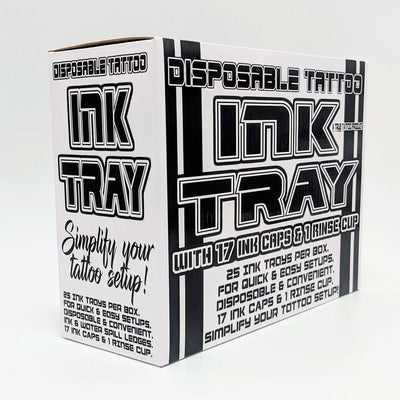 DISPOSABLE TATTOO
INK
TRAY
Simplify your
tattoo setup!
25 INK TRAYS PER BOX.
FOR QUICK & EASY SETUPS.
DISPOSABLE & CONVENIENT.
INK & WATER SPILL LEDGES.
17 INK CAPS & 1 RINSE CUP.
DISPOSABLE TATTOO
INK
TRAY
WITH 17 INK CAPS & 1 RINSE CUP
25 INK TRAYS PER BOX.
FOR QUICK & EASY SETUPS.
DISPOSABLE & CONVENIENT.
17 INK CAPS & 1 RINSE CUP.
SIMPLIFY YOUR TATTOO SETUP!